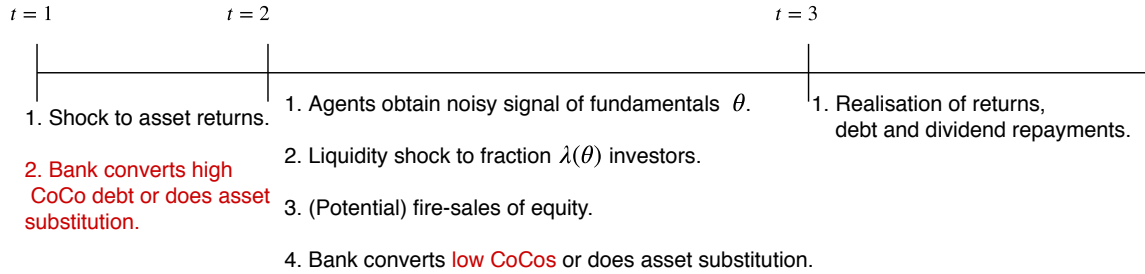 t = 1
t = 2
t = 3
1. Shock to asset returns.
2. Bank converts high
CoCo debt or does asset
substitution.
1. Agents obtain noisy signal of fundamentals θ.
2. Liquidity shock to fraction λ(θ) investors.
3. (Potential) fire-sales of equity.
4. Bank converts low CoCos or does asset substitution.
1. Realisation of returns,
debt and dividend repayments.